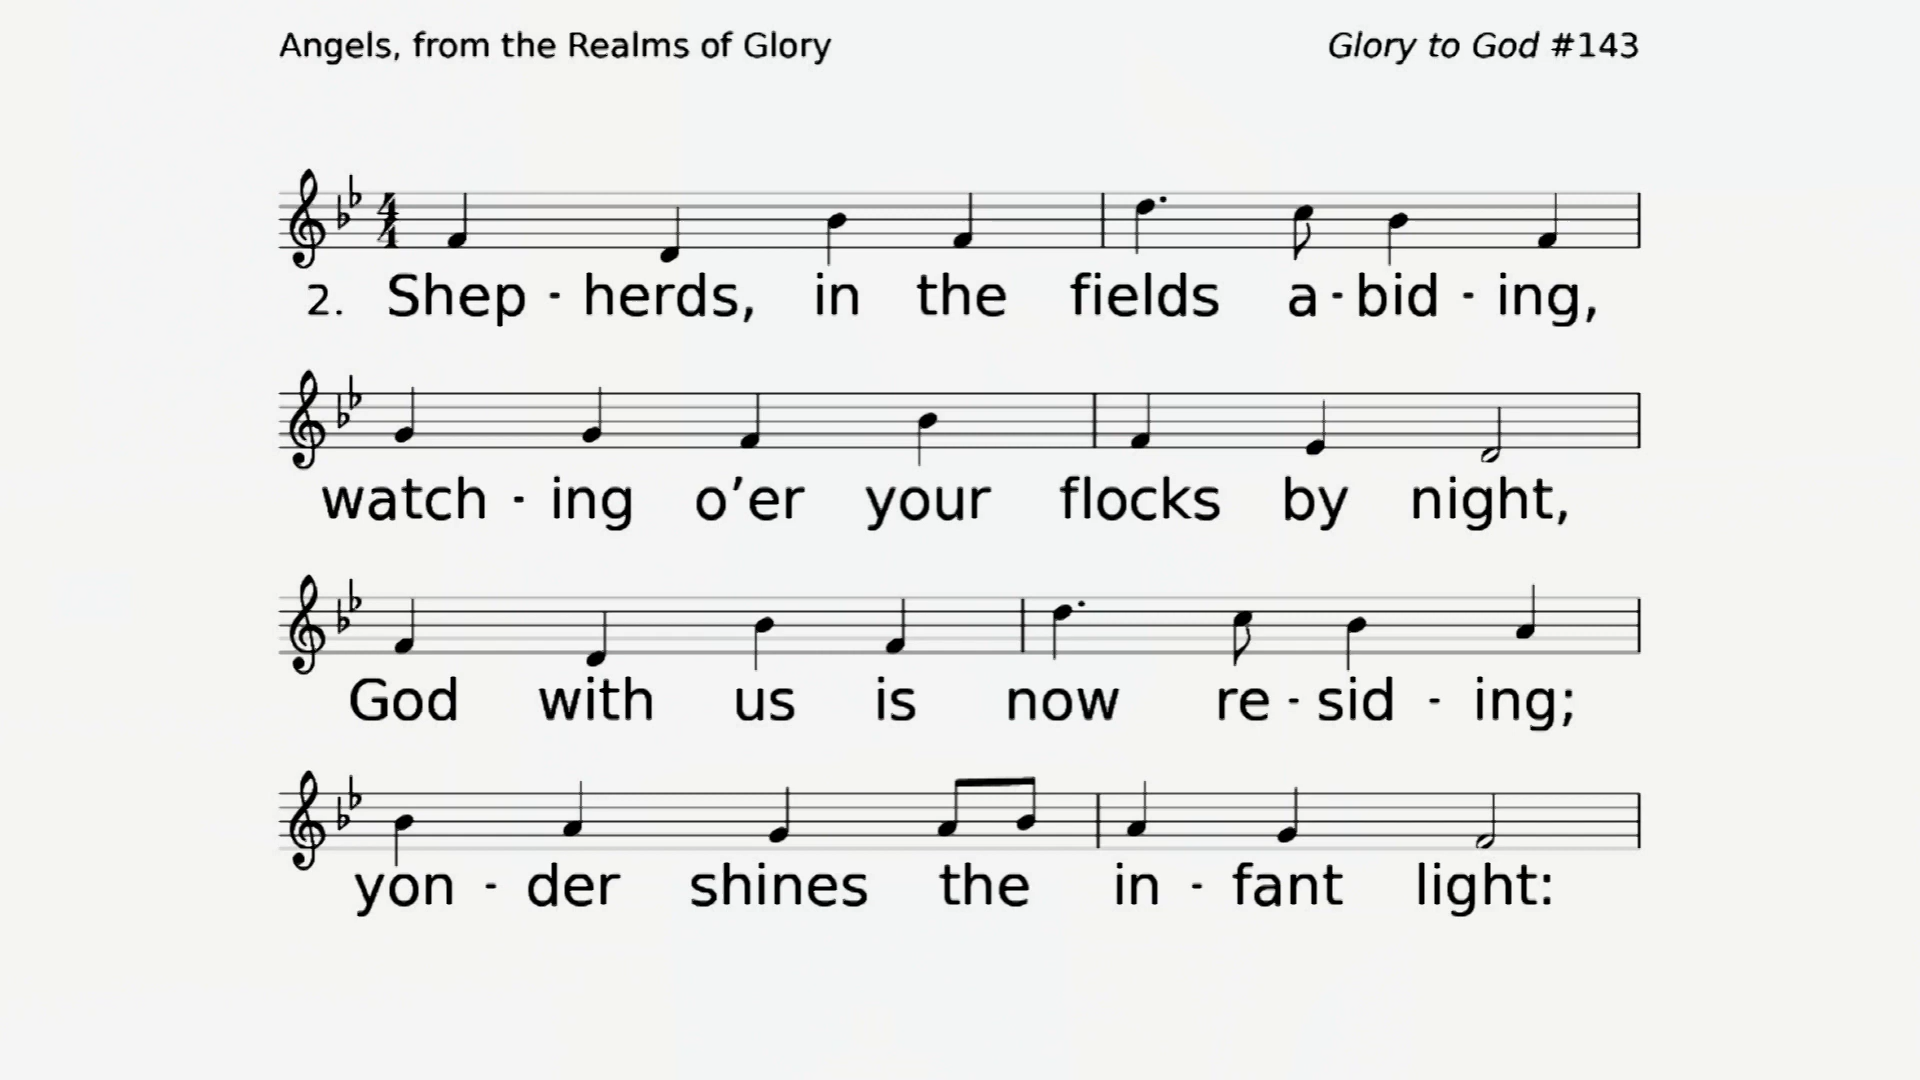 Angels, from the Realms of Glory Glory to God #143
2. Shep - herds, in the fields a - bid - ing,
watch - ing o’er your flocks by night,
God with us is now re - sid - ing;
yon - der shines the in - fant light: